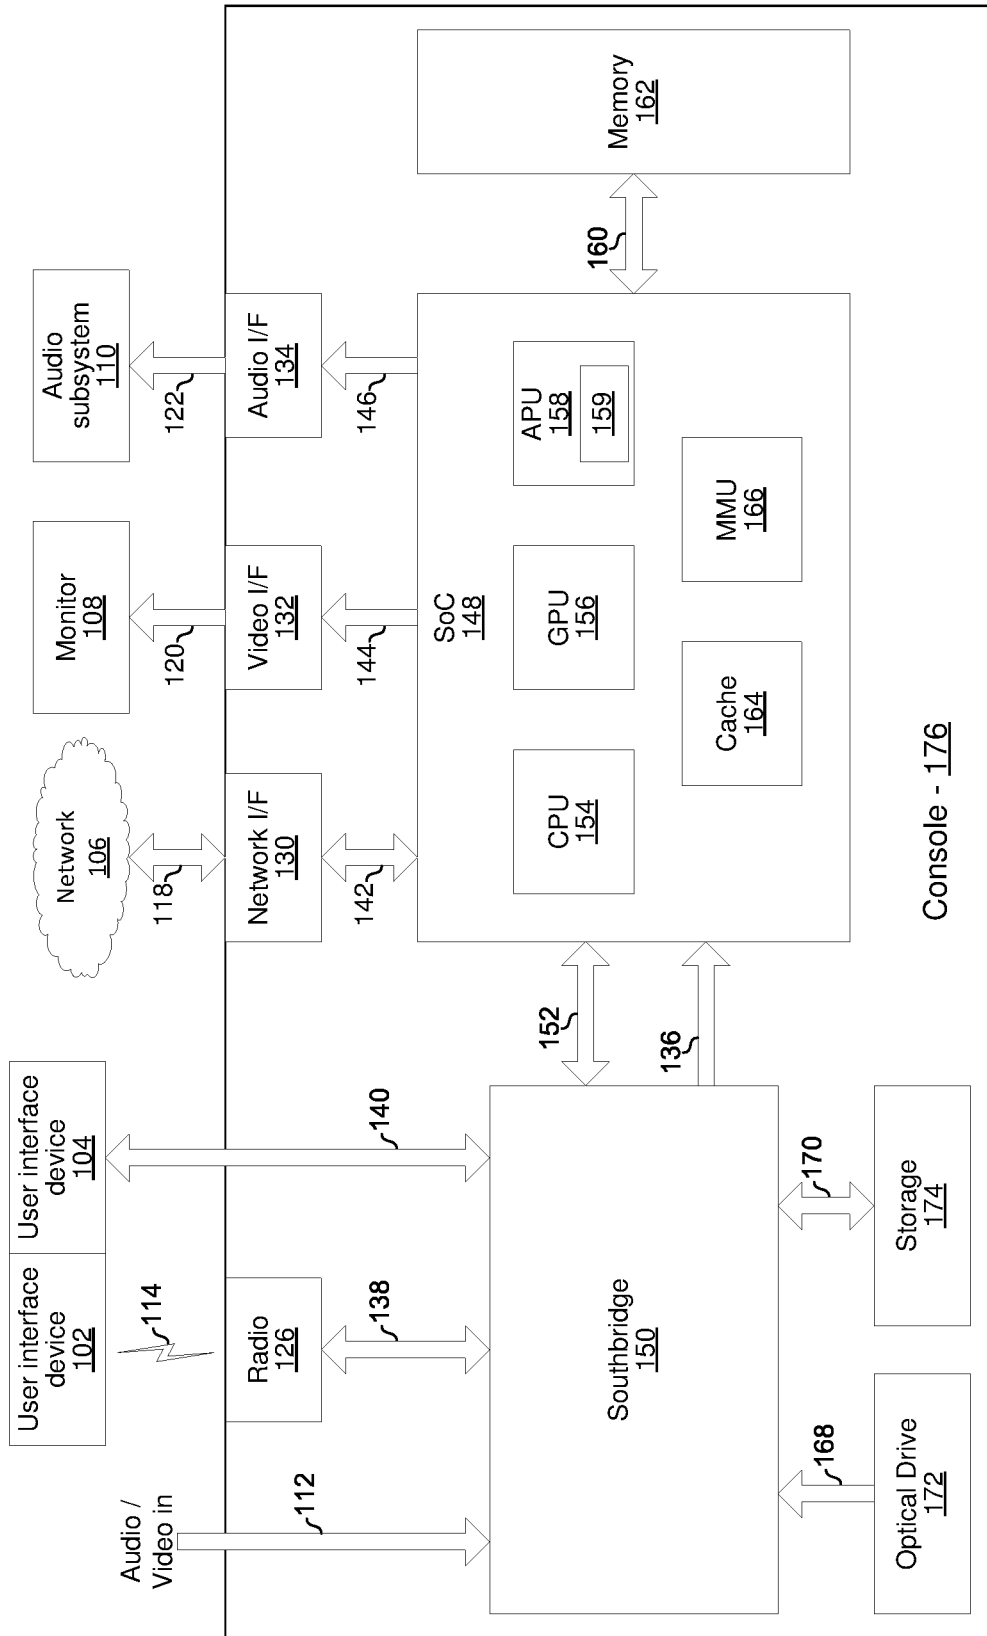 Audio /
Video in
112
User interface
device
102
114
User interface
device
104
Radio
126
138
140
Network
106
118
Network I/F
130
142
Monitor
108
120
Video I/F
132
144
Audio
subsystem
110
122
Audio I/F
134
146
Southbridge
150
152
136
SoC
148
CPU
154
GPU
156
APU
158
159
Cache
164
MMU
166
160
Memory
162
168
170
Optical Drive
172
Storage
174
Console - 176